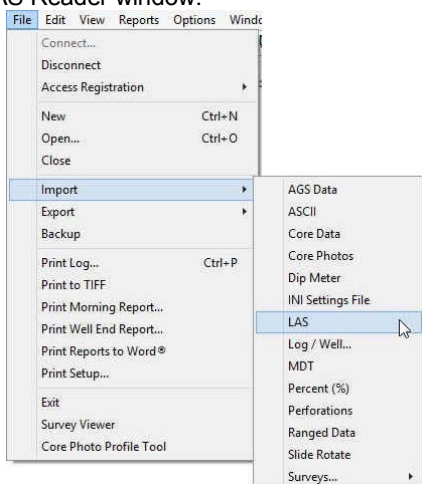 AS Reader window.
File Edit View Reports Options
Connect...
Disconnect
Access Registration
New Ctrl+N
Open... Ctrl+O
Close
Import
Export
Backup
Print Log... Ctrl+P
Print to TIFF
Print Morning Report...
Print Well End Report...
Print Reports to Word®
Print Setup...
Exit
Survey Viewer
Core Photo Profile Tool
AGS Data
ASCII
Core Data
Core Photos
Dip Meter
INI Settings File
LAS
Log / Well...
MDT
Percent (%)
Perforations
Ranged Data
Slide Rotate
Surveys...